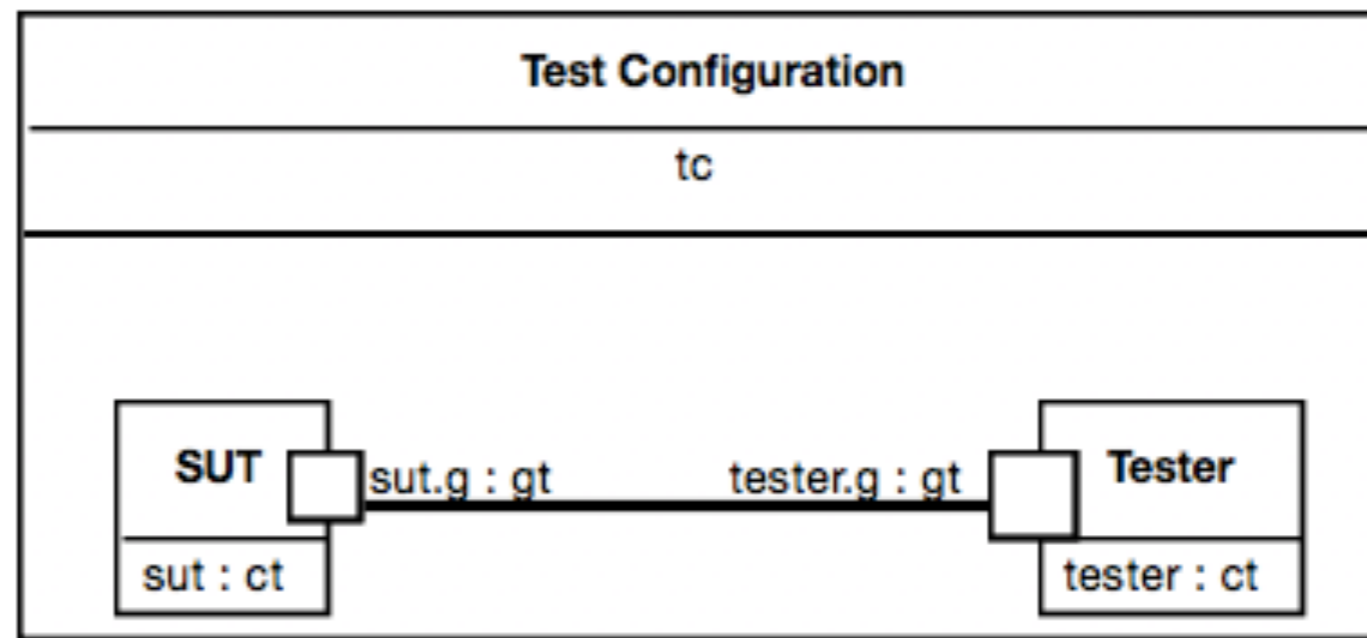 Test Configuration
tc
SUT
sut.g : gt
tester.g : gt
Tester
sut : ct
tester : ct